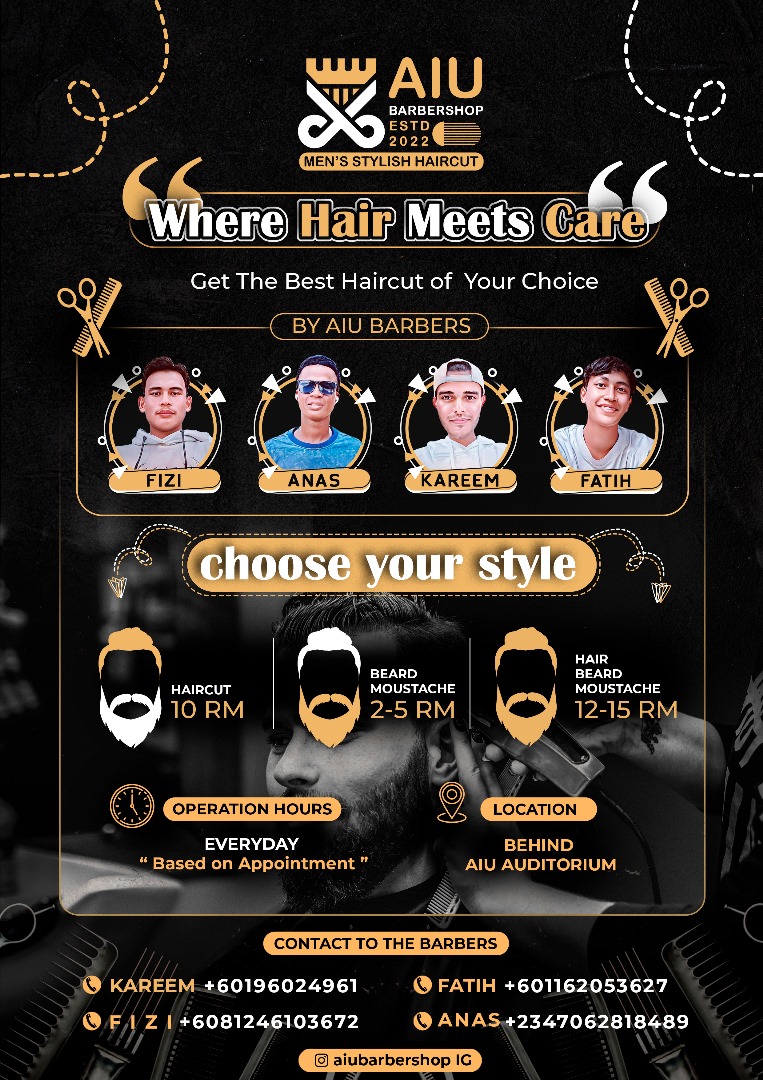 AIU
BARBERSHOP
ESTD
2022
MEN'S STYLISH HAIRCUT
Where Hair Meets Care
Get The Best Haircut of Your Choice
BY AIU BARBERS
FIZI
ANAS
KAREEM
FATIH
choose your style
HAIRCUT
10 RM
BEARD
MOUSTACHE
2-5 RM
HAIR
BEARD
MOUSTACHE
12-15 RM
OPERATION HOURS
EVERYDAY
“ Based on Appointment ”
LOCATION
BEHIND
AIU AUDITORIUM
CONTACT TO THE BARBERS
KAREEM +60196024961
FATIH +601162053627
F I Z I +6081246103672
ANAS +2347062818489
aiubarbershop IG